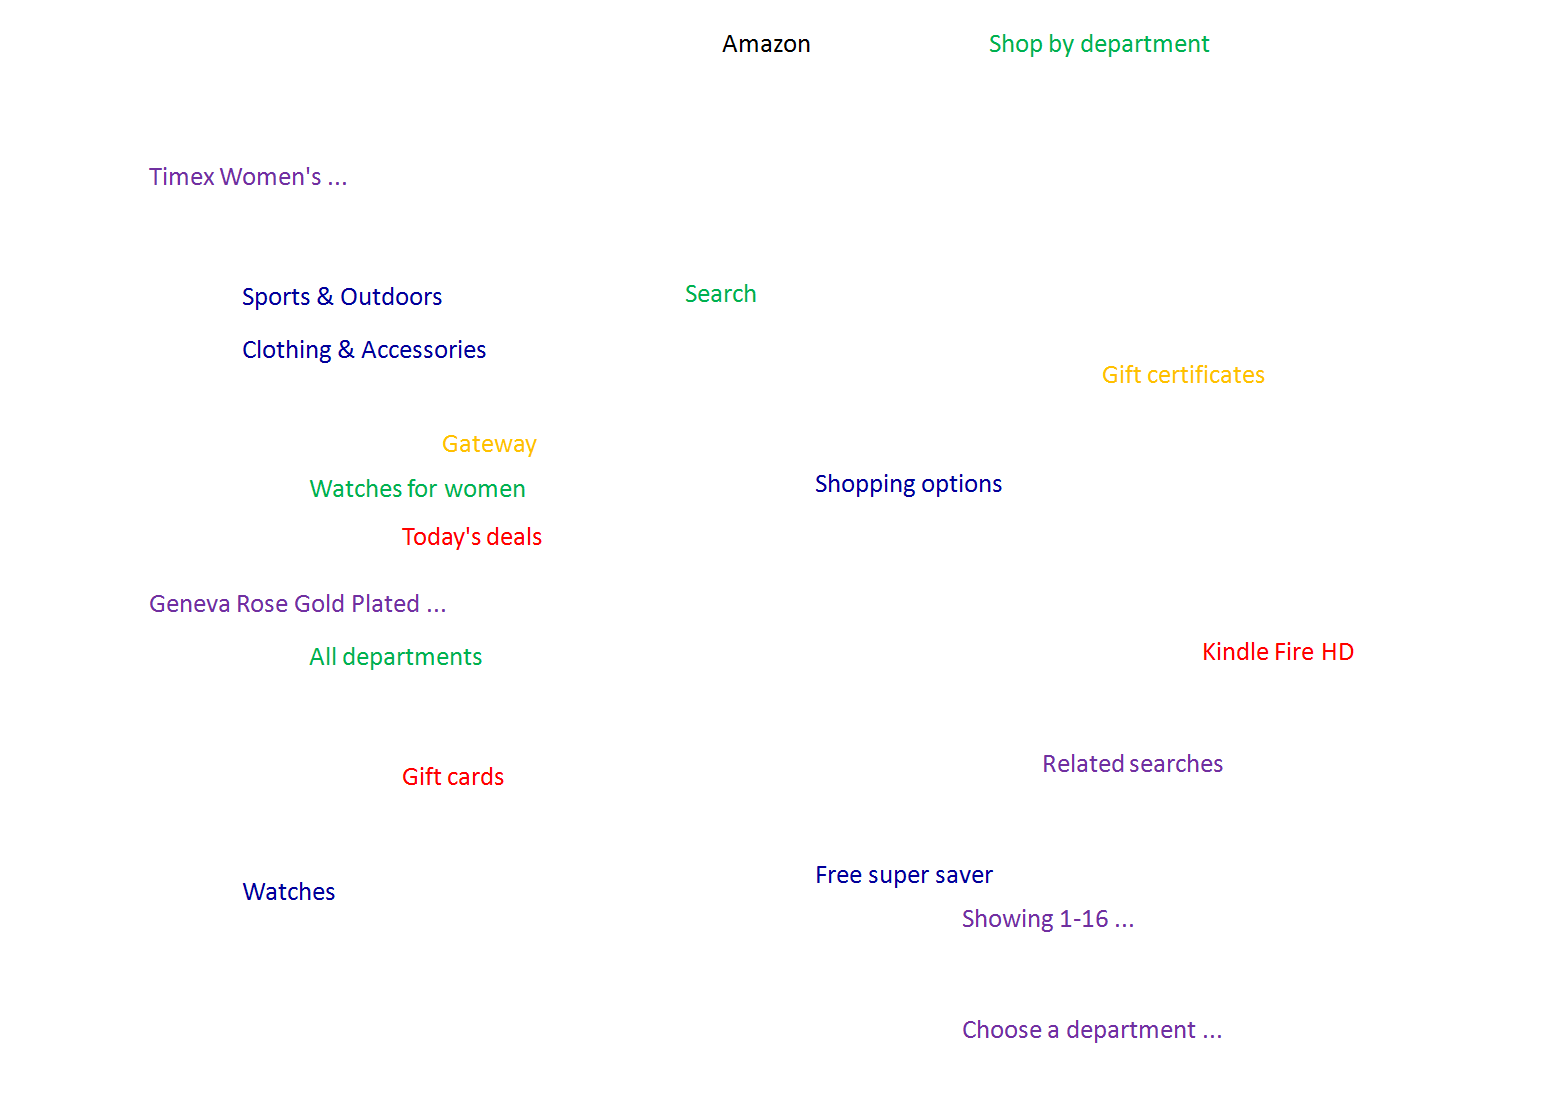 Amazon
Shop by department
Timex Women's ...
Sports & Outdoors
Search
Clothing & Accessories
Gift certificates
Gateway
Watches for women
Shopping options
Today's deals
Geneva Rose Gold Plated ...
All departments
Kindle Fire HD
Related searches
Gift cards
Free super saver
Watches
Showing 1-16 ...
Choose a department ...